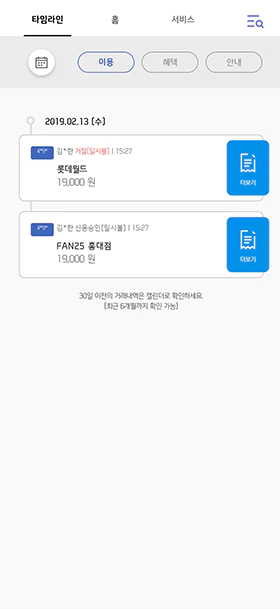 타임라인
홈
서비스
이용
혜택
안내
2019.02.13 (수)
4*5* 김*한 거절(일시불) | 15:27
롯데월드
19,000 원
더보기
4*5* 김*한 신용승인(일시불) | 15:27
FAN25 홍대점
19,000 원
더보기
30일 이전의 거래내역은 캘린더로 확인하세요.
(최근 6개월까지 확인 가능)